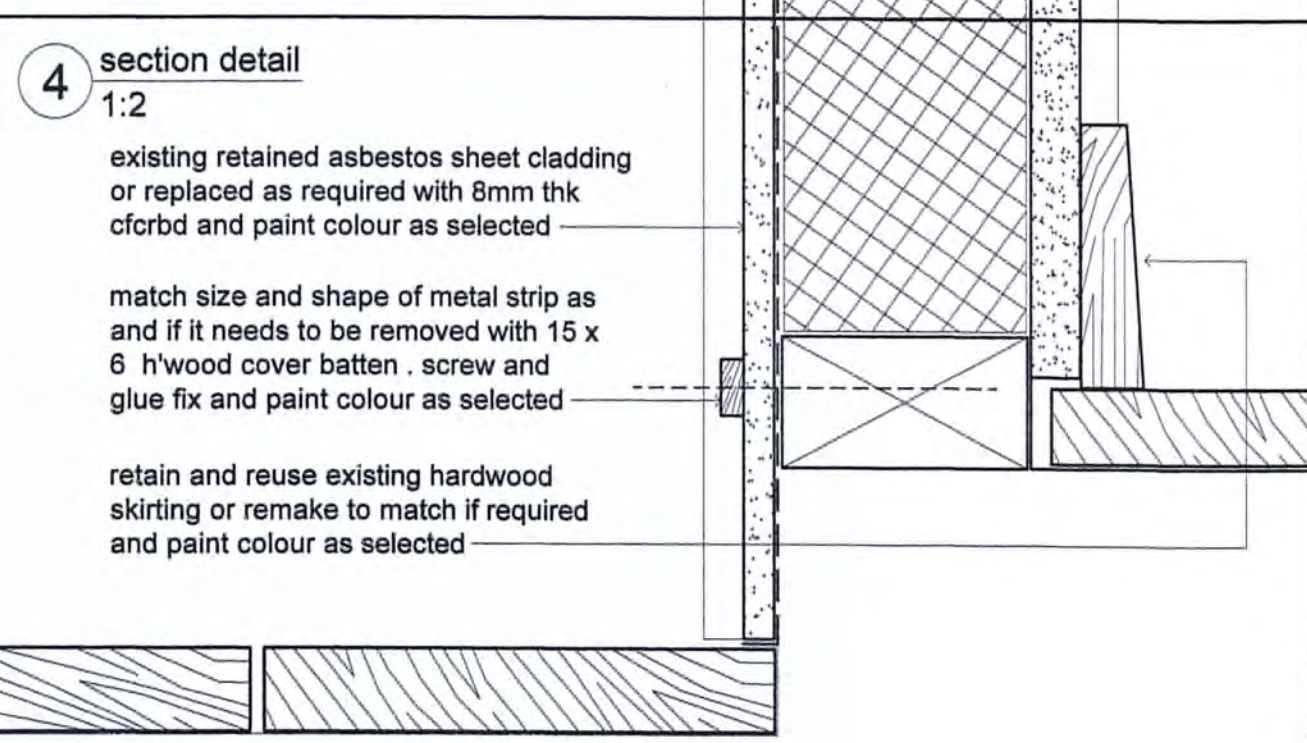 4 section detail
1:2
existing retained asbestos sheet cladding
or replaced as required with 8mm thk
cfcrbd and paint colour as selected
match size and shape of metal strip as
and if it needs to be removed with 15 x
6 h'wood cover batten . screw and
glue fix and paint colour as selected
retain and reuse existing hardwood
skirting or remake to match if required
and paint colour as selected